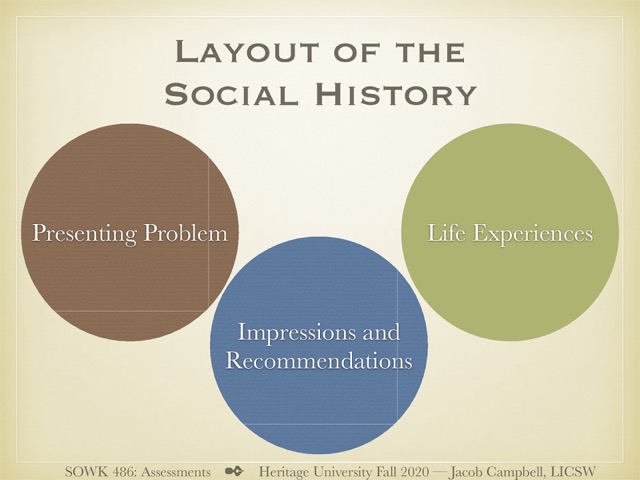 LAYOUT OF THE
SOCIAL HISTORY
Presenting Problem
Life Experiences
Impressions and
Recommendations
SOWK 486: Assessments ✒ Heritage University Fall 2020 — Jacob Campbell, LICSW